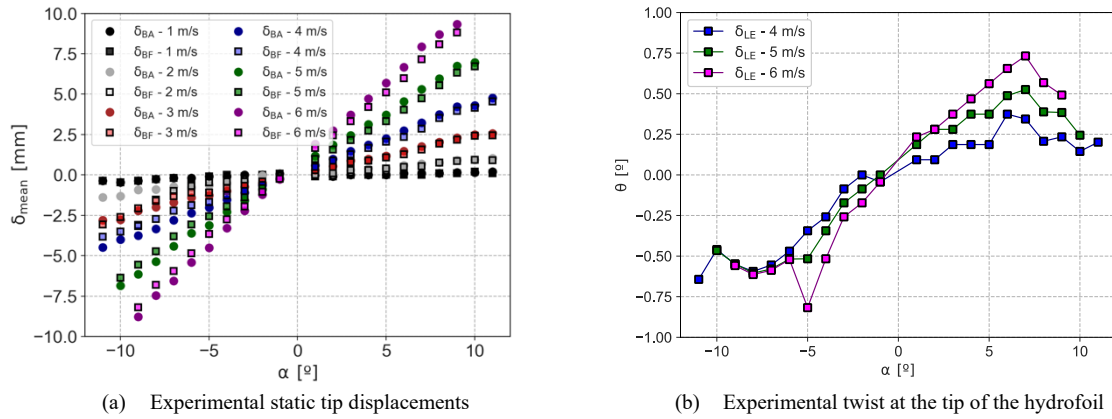 δmean [mm]
10.0
7.5
5.0
2.5
0.0
−2.5
−5.0
−7.5
−10.0
δBA - 1 m/s
δBF - 1 m/s
δBA - 2 m/s
δBF - 2 m/s
δBA - 3 m/s
δBF - 3 m/s
δBA - 4 m/s
δBF - 4 m/s
δBA - 5 m/s
δBF - 5 m/s
δBA - 6 m/s
δBF - 6 m/s
−10 −5 0 5 10
α [º]
(a) Experimental static tip displacements
θ [º]
1.00
0.75
0.50
0.25
0.00
−0.25
−0.50
−0.75
−1.00
δLE - 4 m/s
δLE - 5 m/s
δLE - 6 m/s
−10 −5 0 5 10
α [º]
(b) Experimental twist at the tip of the hydrofoil